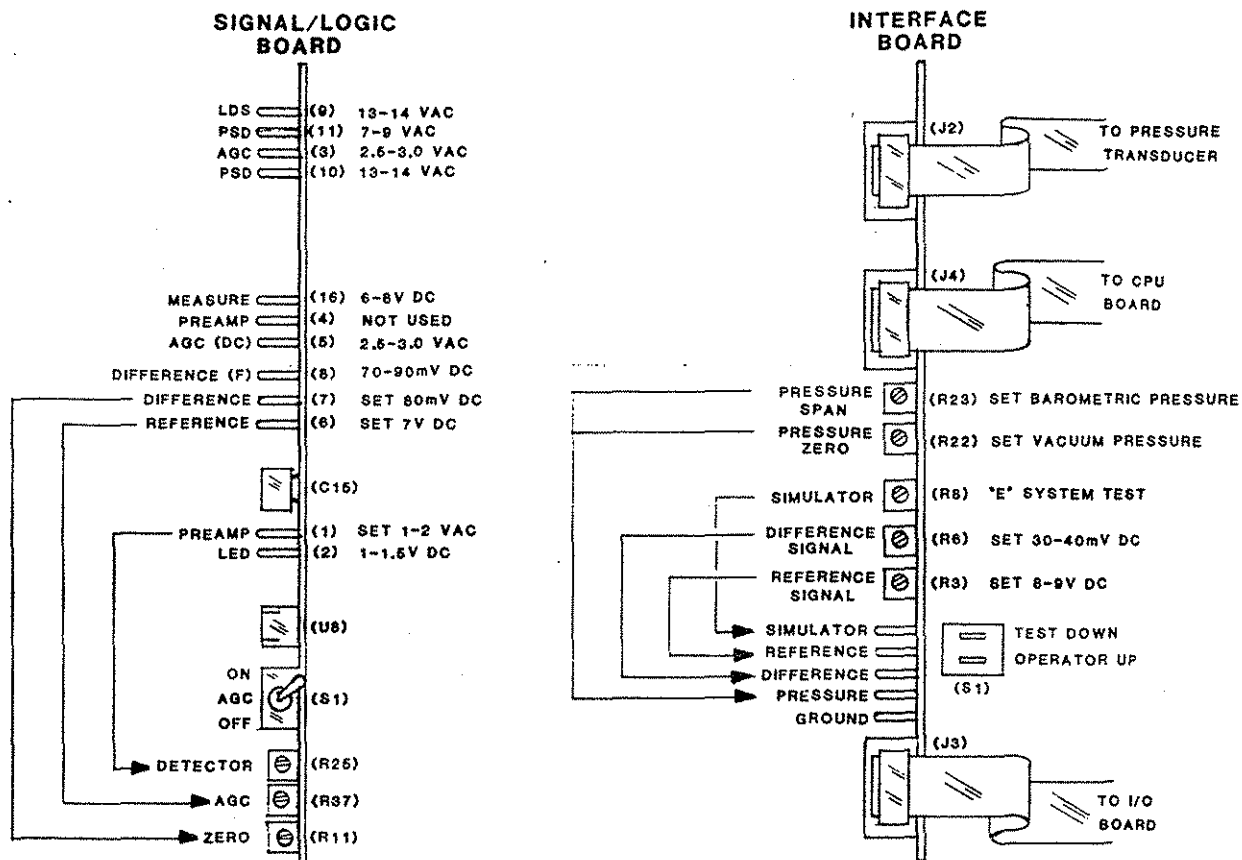 SIGNAL/LOGIC
BOARD
LDS (9) 13-14 VAC
PSD (11) 7-9 VAC
AGC (3) 2.5-3.0 VAC
PSD (10) 13-14 VAC
MEASURE (16) 6-8V DC
PREAMP (4) NOT USED
AGC (DC) (5) 2.5-3.0 VAC
DIFFERENCE (F) (8) 70-90mV DC
DIFFERENCE (7) SET 80mV DC
REFERENCE (6) SET 7V DC
(C15)
PREAMP (1) SET 1-2 VAC
LED (2) 1-1.5V DC
(U8)
ON
AGC (S1)
OFF
DETECTOR (R25)
AGC (R37)
ZERO (R11)
INTERFACE
BOARD
(J2)
TO PRESSURE
TRANSDUCER
(J4)
TO CPU
BOARD
PRESSURE
SPAN
(R23) SET BAROMETRIC PRESSURE
PRESSURE
ZERO
(R22) SET VACUUM PRESSURE
SIMULATOR (R8) "E" SYSTEM TEST
DIFFERENCE
SIGNAL
(R6) SET 30-40mV DC
REFERENCE
SIGNAL
(R3) SET 8-9V DC
SIMULATOR
REFERENCE
DIFFERENCE
PRESSURE
GROUND
TEST DOWN
OPERATOR UP
(S1)
(J3)
TO I/O
BOARD